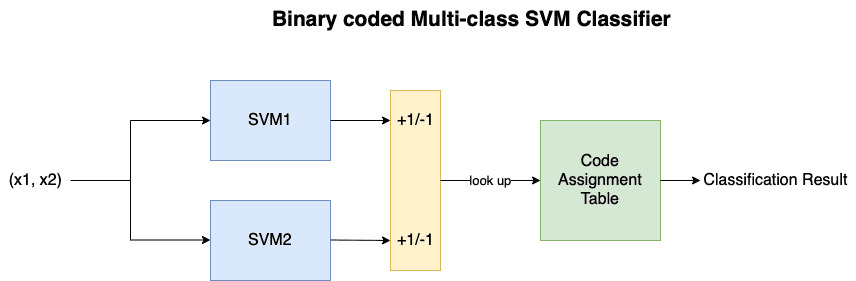 Binary coded Multi-class SVM Classifier
SVM1
+1/-1
(x1, x2)
look up
Code
Assignment
Table
Classification Result
SVM2
+1/-1